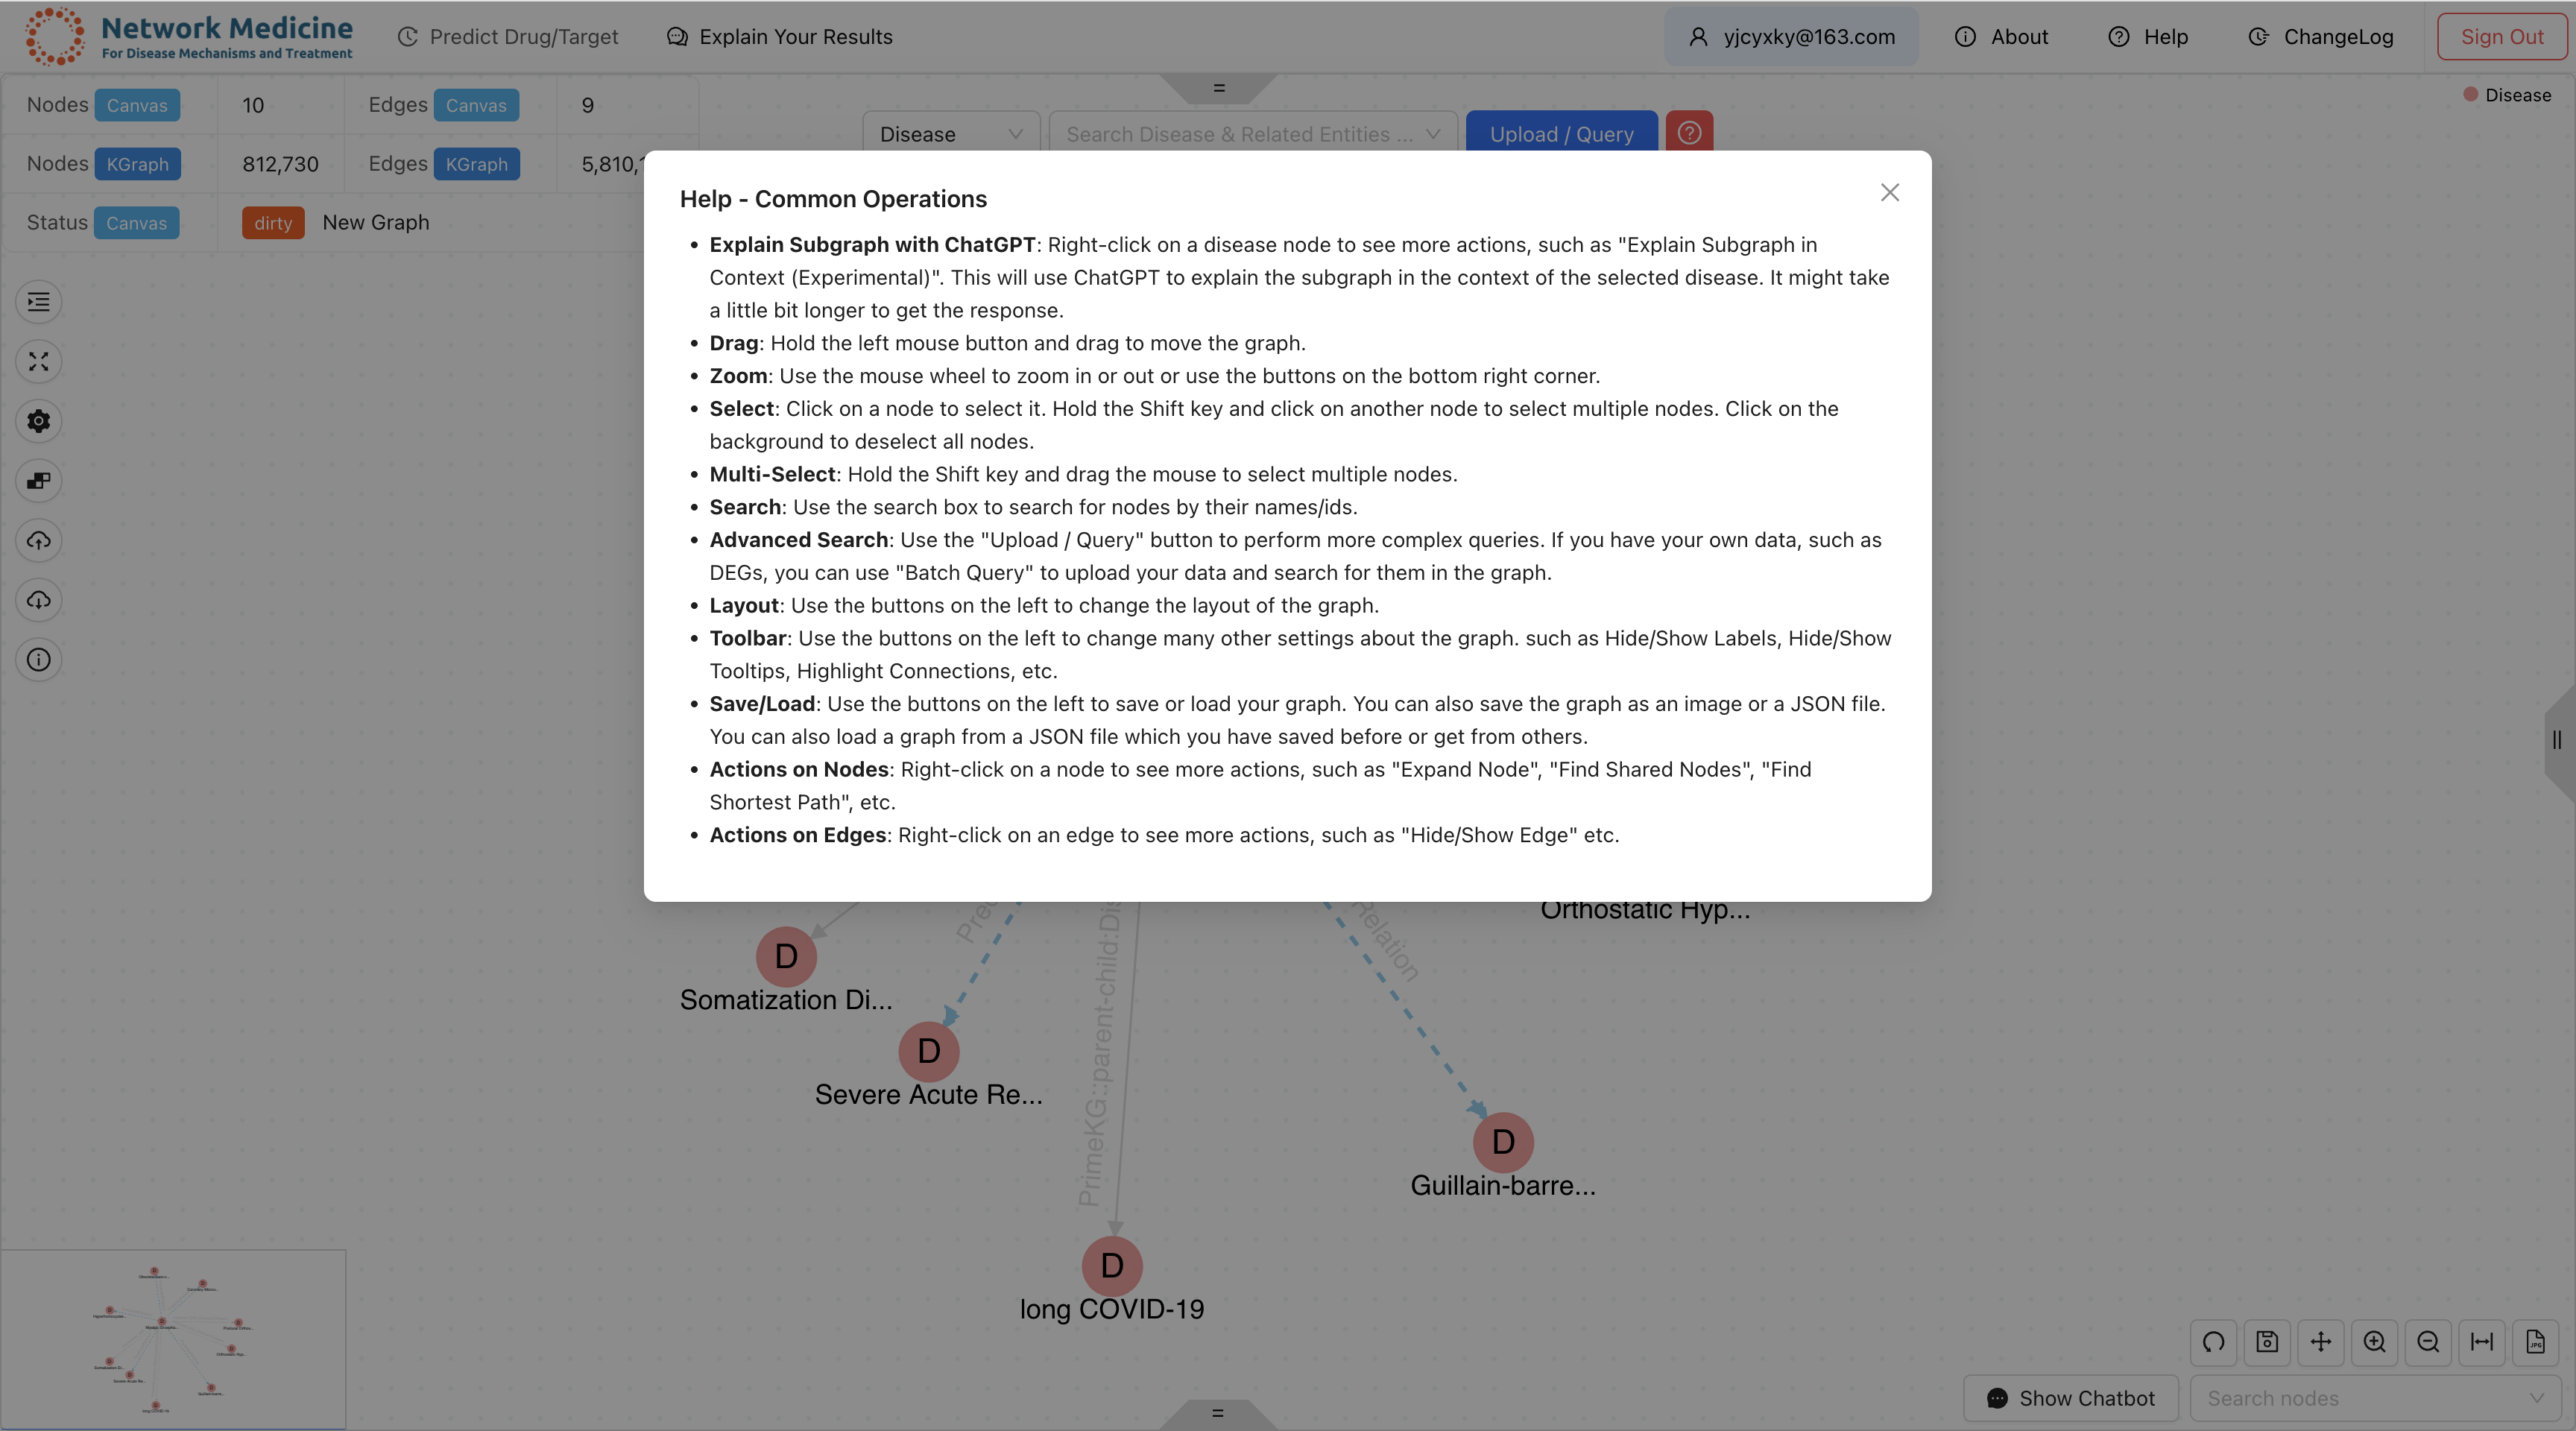 Network Medicine
For Disease Mechanisms and Treatment
Predict Drug/Target
Explain Your Results
yjcyxky@163.com
About
Help
ChangeLog
Sign Out
Nodes Canvas 10 Edges Canvas 9
Nodes KGraph 812,730 Edges KGraph 5,810,
Status Canvas dirty New Graph
Disease
Search Disease & Related Entities ...
Upload / Query
Disease
Help - Common Operations
• Explain Subgraph with ChatGPT: Right-click on a disease node to see more actions, such as "Explain Subgraph in
Context (Experimental)". This will use ChatGPT to explain the subgraph in the context of the selected disease. It might take
a little bit longer to get the response.
• Drag: Hold the left mouse button and drag to move the graph.
• Zoom: Use the mouse wheel to zoom in or out or use the buttons on the bottom right corner.
• Select: Click on a node to select it. Hold the Shift key and click on another node to select multiple nodes. Click on the
background to deselect all nodes.
• Multi-Select: Hold the Shift key and drag the mouse to select multiple nodes.
• Search: Use the search box to search for nodes by their names/ids.
• Advanced Search: Use the "Upload / Query" button to perform more complex queries. If you have your own data, such as
DEGs, you can use "Batch Query" to upload your data and search for them in the graph.
• Layout: Use the buttons on the left to change the layout of the graph.
• Toolbar: Use the buttons on the left to change many other settings about the graph. such as Hide/Show Labels, Hide/Show
Tooltips, Highlight Connections, etc.
• Save/Load: Use the buttons on the left to save or load your graph. You can also save the graph as an image or a JSON file.
You can also load a graph from a JSON file which you have saved before or get from others.
• Actions on Nodes: Right-click on a node to see more actions, such as "Expand Node", "Find Shared Nodes", "Find
Shortest Path", etc.
• Actions on Edges: Right-click on an edge to see more actions, such as "Hide/Show Edge" etc.
Orthostatic Hyp...
Relation
D
Somatization Di...
D
Severe Acute Re...
PrimeKG::parent-child:Dis
D
Guillain-barre...
D
long COVID-19
JPG
Show Chatbot
Search nodes